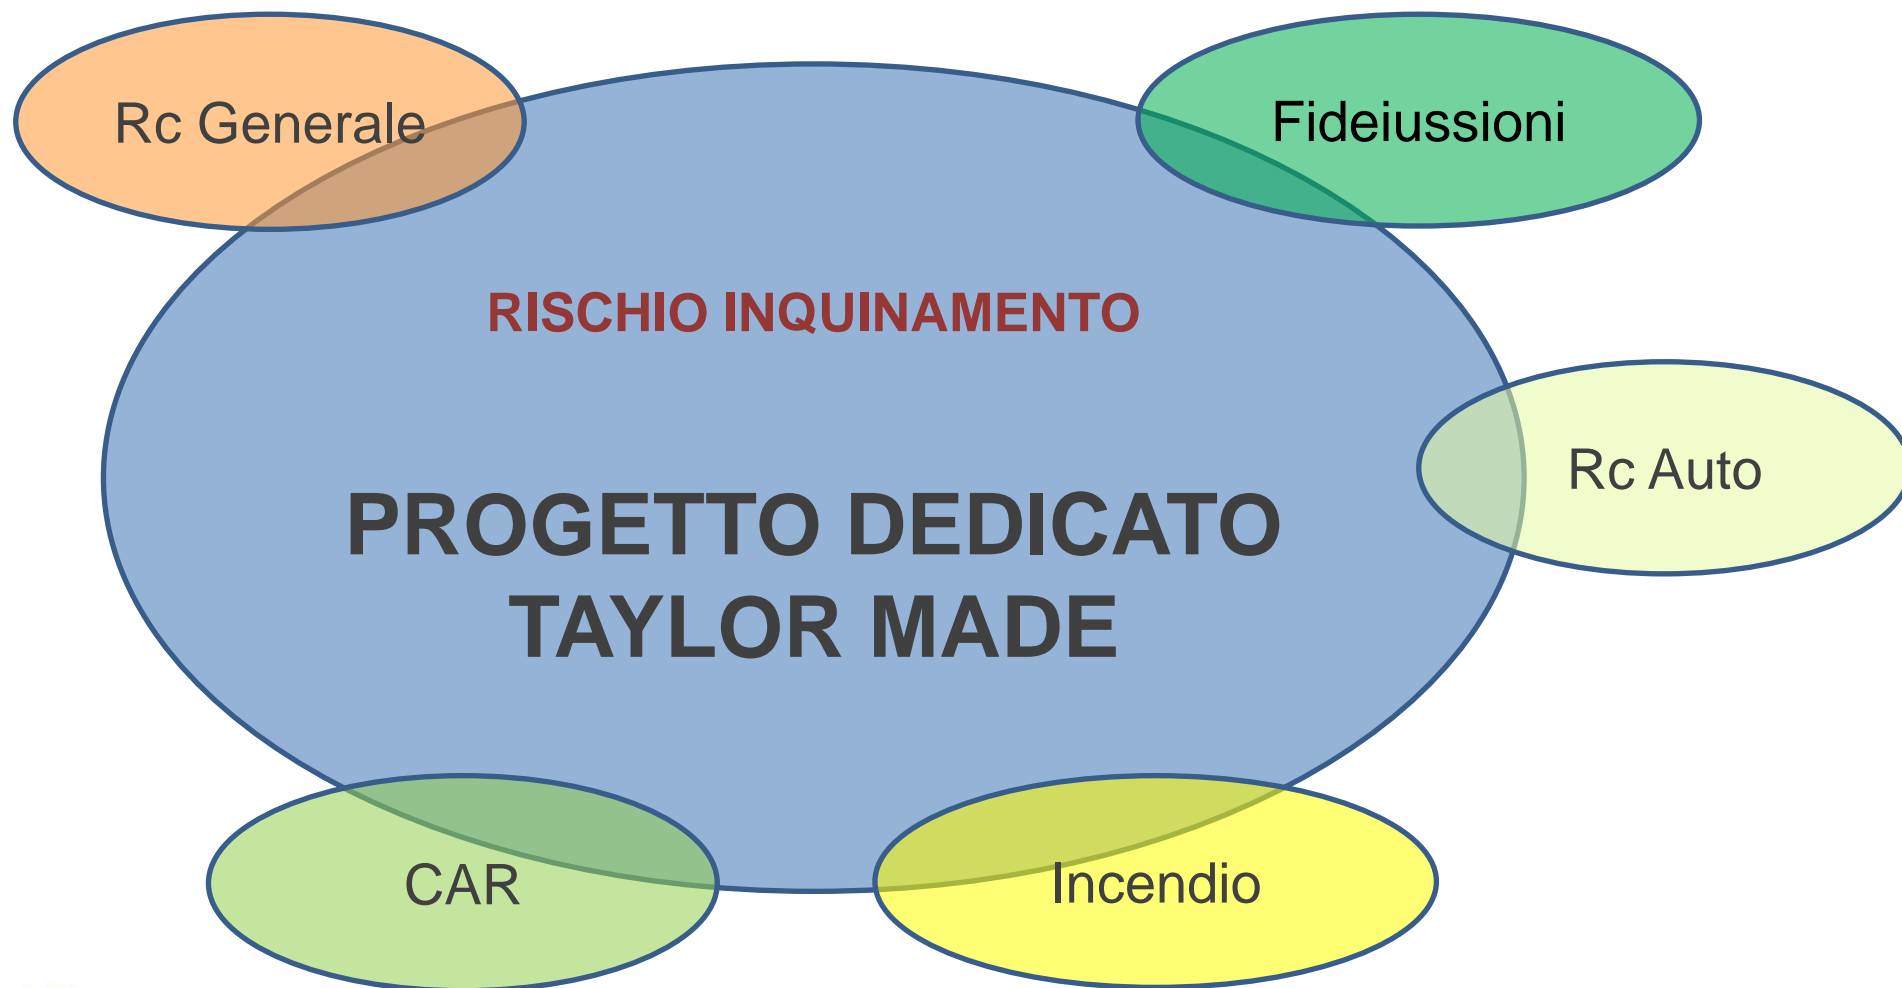 Rc Generale
Fideiussioni
RISCHIO INQUINAMENTO
Rc Auto
PROGETTO DEDICATO
TAYLOR MADE
CAR
Incendio